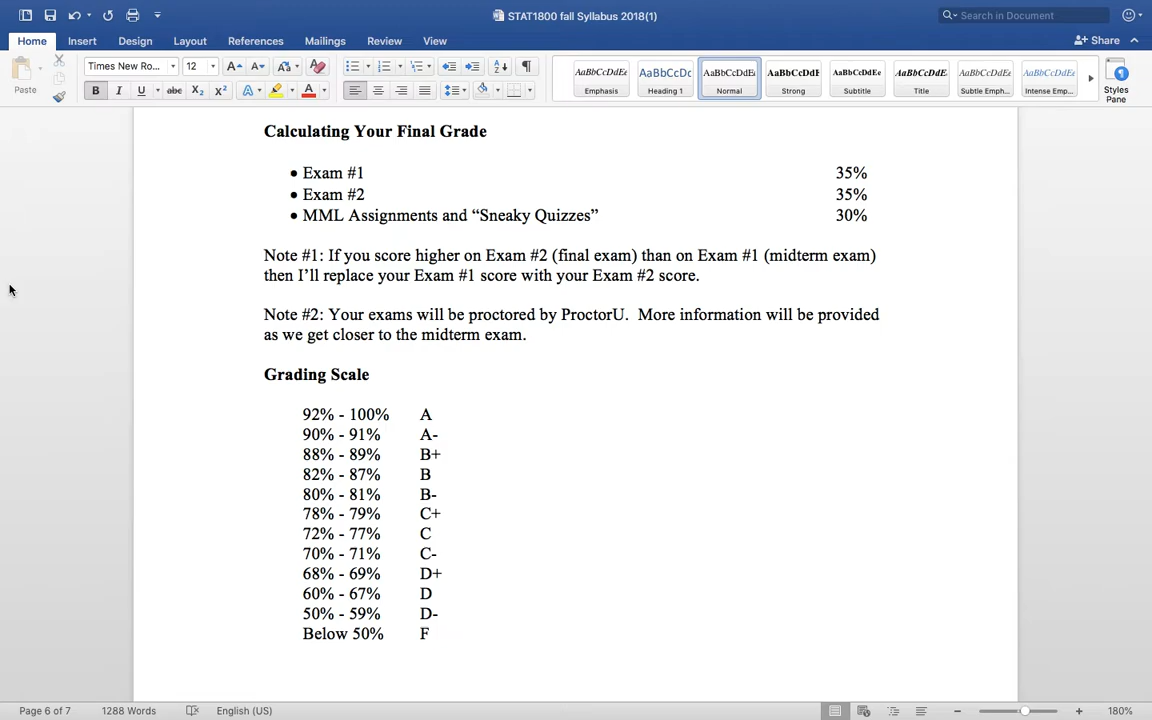 STAT1800 fall Syllabus 2018(1)
Search in Document
Home Insert Design Layout References Mailings Review View
Share
Paste
Times New Ro...
12
B I U abc X₂ X²
AaBbCcDdEe AaBbCcDc AaBbCcDdEe AaBbCcDdE AaBbCcDdEe AaBbCcDdE AaBbCcDdEe AaBbCcDdEe
Emphasis Heading 1 Normal Strong Subtitle Title Subtle Emph... Intense Emp...
Styles
Pane
Calculating Your Final Grade
• Exam #1 35%
• Exam #2 35%
• MML Assignments and “Sneaky Quizzes” 30%
Note #1: If you score higher on Exam #2 (final exam) than on Exam #1 (midterm exam)
then I’ll replace your Exam #1 score with your Exam #2 score.
Note #2: Your exams will be proctored by ProctorU. More information will be provided
as we get closer to the midterm exam.
Grading Scale
92% - 100% A
90% - 91% A-
88% - 89% B+
82% - 87% B
80% - 81% B-
78% - 79% C+
72% - 77% C
70% - 71% C-
68% - 69% D+
60% - 67% D
50% - 59% D-
Below 50% F
Page 6 of 7 1288 Words English (US) 180%